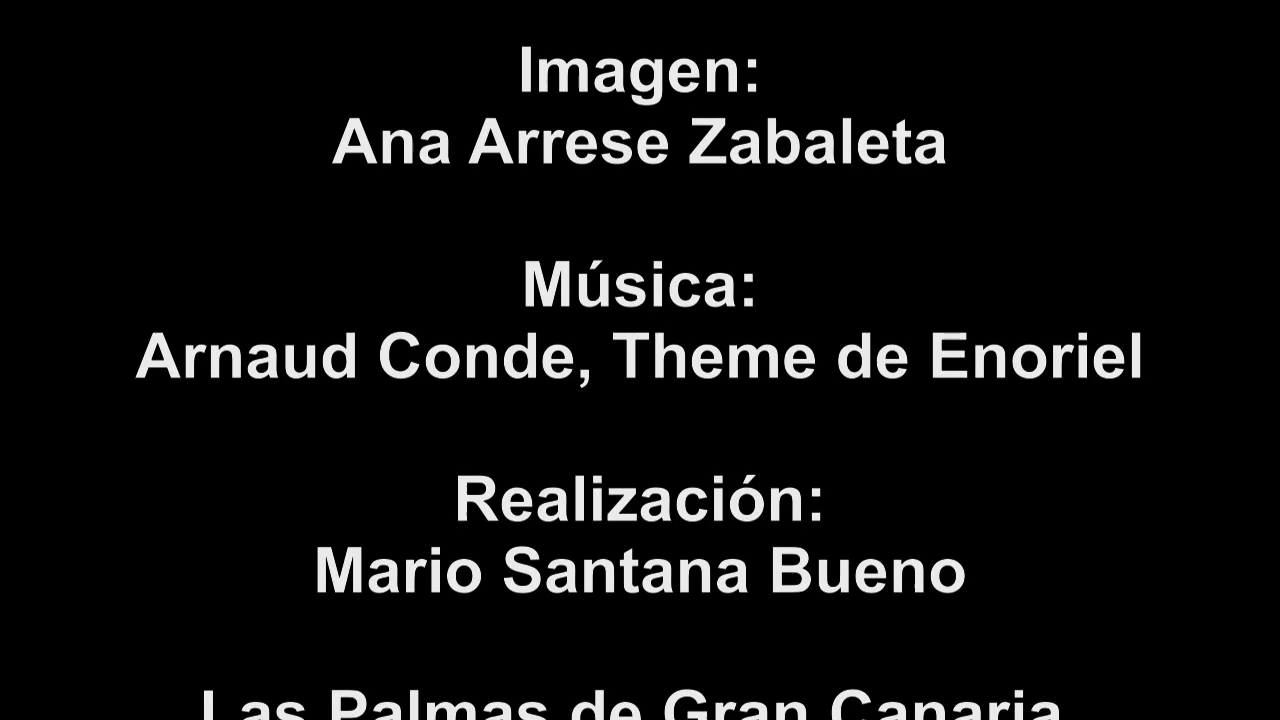 Imagen:
Ana Arrese Zabaleta
Música:
Arnaud Conde, Theme de Enoriel
Realización:
Mario Santana Bueno
Las Palmas de Gran Canaria